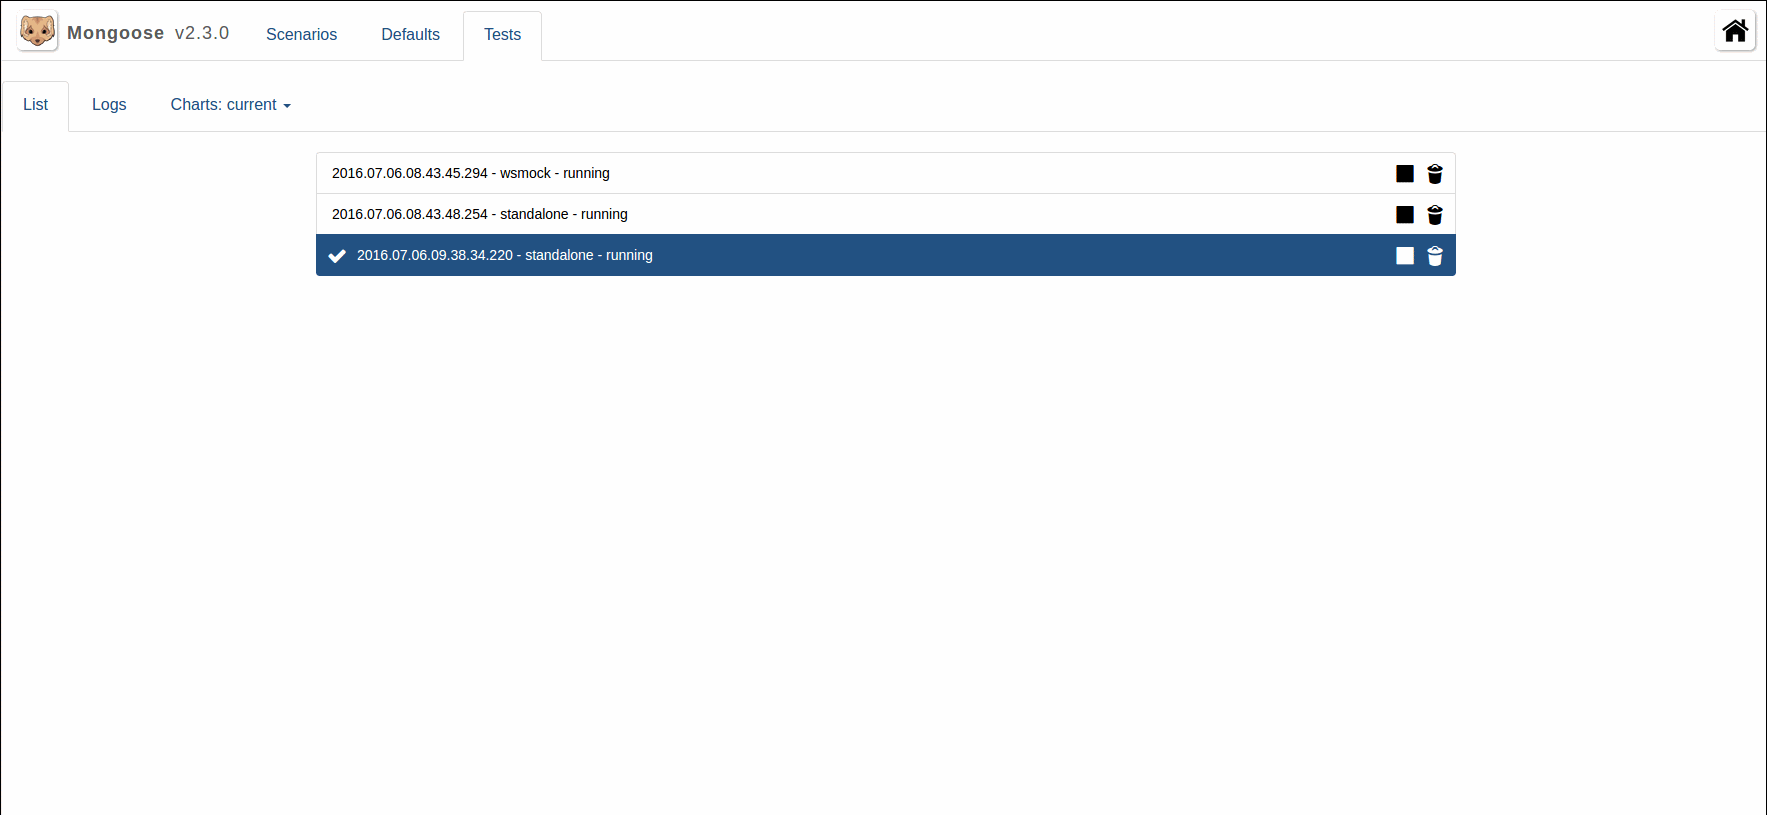 Mongoose v2.3.0 Scenarios Defaults Tests
List Logs Charts: current
2016.07.06.08.43.45.294 - wsmock - running
2016.07.06.08.43.48.254 - standalone - running
2016.07.06.09.38.34.220 - standalone - running